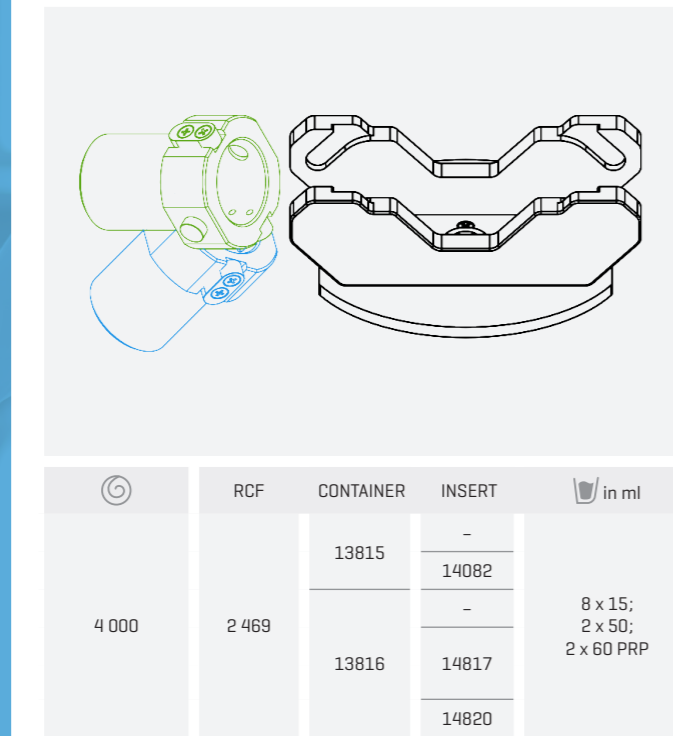 RCF CONTAINER INSERT in ml
4 000 2 469 13815 – 8 x 15;
14082 2 x 50;
13816 – 2 x 60 PRP
14817
14820